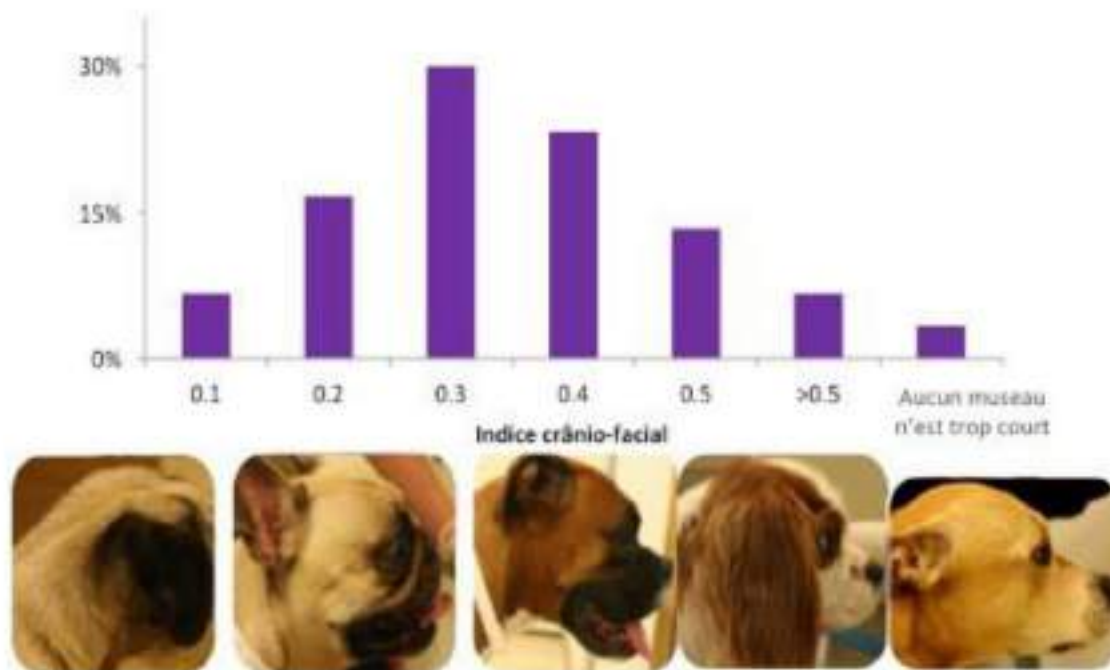 30%
15%
0%
0.1 0.2 0.3 0.4 0.5 >0.5 Aucun museau
n'est trop court
Indice crânio-facial